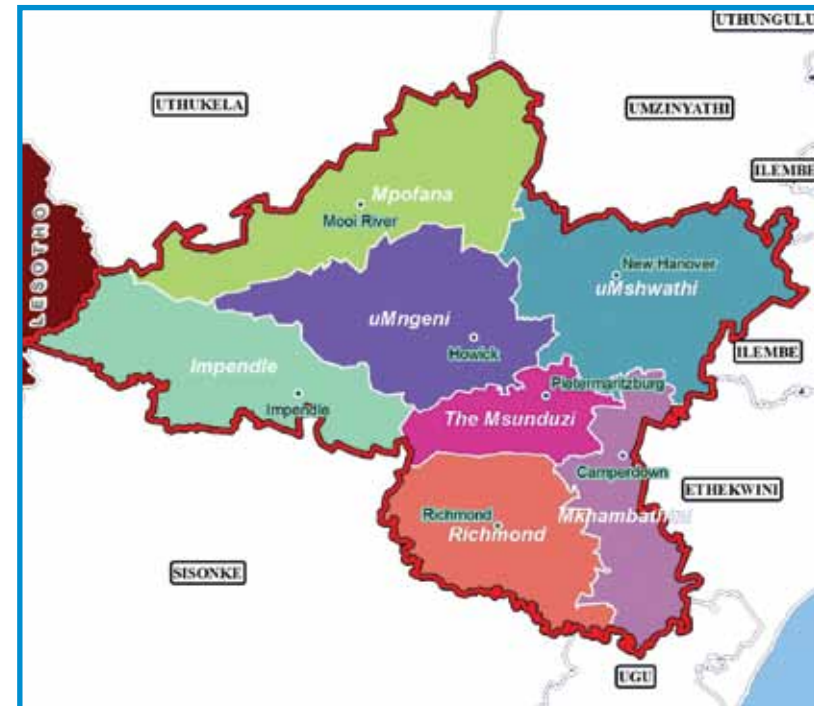 UTHUNGULU
UTHUKELA
UMZINYATHI
ILEMBE
Mpofana
Mooi River
LESOTHO
New Hanover
uMshwathi
uMngeni
Howick
ILEMBE
Impendle
Impendle
Pietermaritzburg
The Msunduzi
Camperdown
ETHEKWINI
Richmond
Richmond
SISONKE
UGU